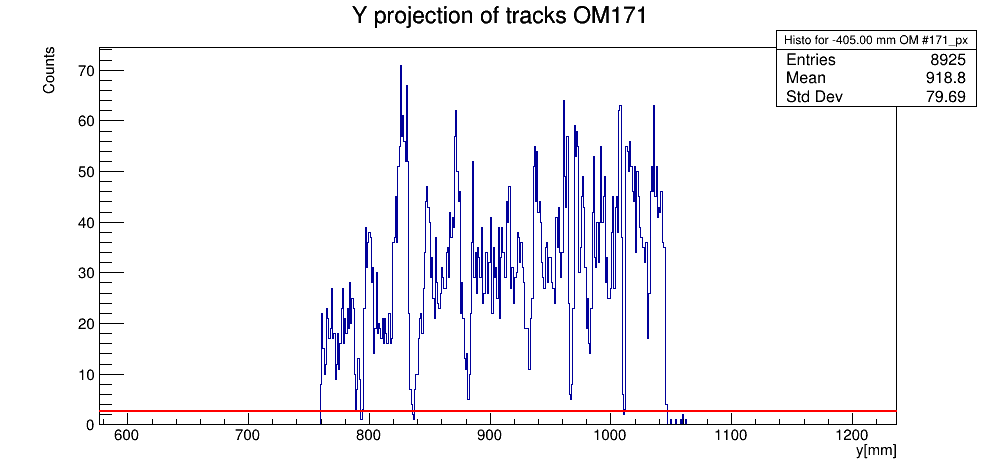 Y projection of tracks OM171
Histo for -405.00 mm OM #171_px
Entries 8925
Mean 918.8
Std Dev 79.69
Counts
70
60
50
40
30
20
10
0
600 700 800 900 1000 1100 1200
y[mm]